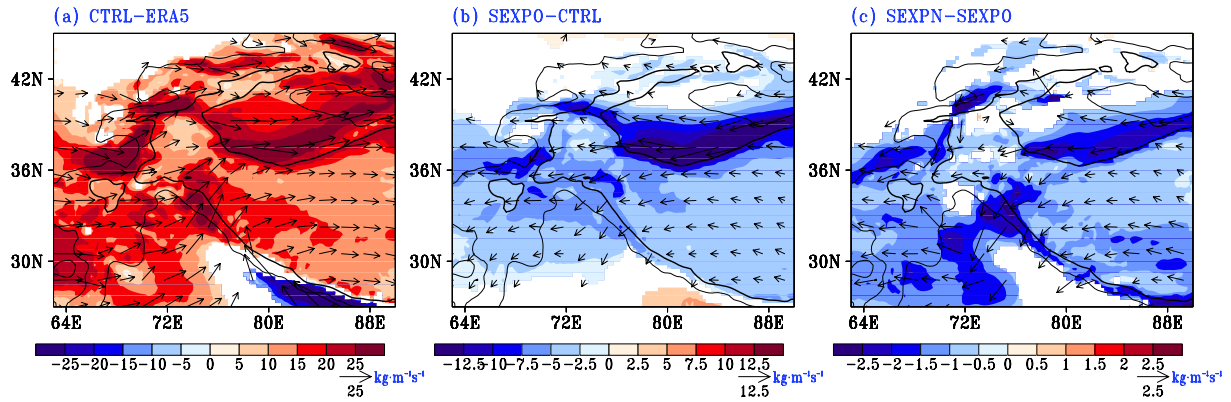 (a) CTRL-ERA5
(b) SEXPO-CTRL
(c) SEXPN-SEXPO
42N
36N
30N
64E 72E 80E 88E
42N
36N
30N
64E 72E 80E 88E
42N
36N
30N
64E 72E 80E 88E
-25-20-15-10 -5 0 5 10 15 20 25
25 kg·m⁻¹s⁻¹
-12.5-10-7.5 -5 -2.5 0 2.5 5 7.5 10 12.5
12.5 kg·m⁻¹s⁻¹
-2.5 -2 -1.5 -1 -0.5 0 0.5 1 1.5 2 2.5
2.5 kg·m⁻¹s⁻¹